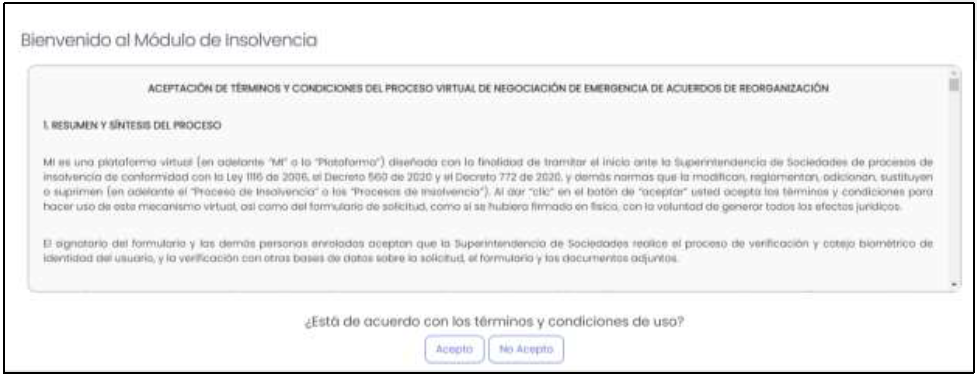 Bienvenido al Módulo de Insolvencia
ACEPTACIÓN DE TÉRMINOS Y CONDICIONES DEL PROCESO VIRTUAL DE NEGOCIACIÓN DE EMERGENCIA DE ACUERDOS DE REORGANIZACIÓN
1. RESUMEN Y SÍNTESIS DEL PROCESO
MI es una plataforma virtual (en adelante "MI" o la "Plataforma") diseñada con la finalidad de tramitar el inicio ante la Superintendencia de Sociedades de procesos de
insolvencia de conformidad con la Ley 1116 de 2006, el Decreto 560 de 2020 y el Decreto 772 de 2020, y demás normas que la modifican, reglamentan, adicionan, sustituyen
o suprimen (en adelante el "Proceso de Insolvencia" o los "Procesos de Insolvencia"). Al dar "clic" en el botón de "aceptar" usted acepta los términos y condiciones para
hacer uso de este mecanismo virtual, así como del formulario de solicitud, como si se hubiera firmado en físico, con la voluntad de generar todos los efectos jurídicos.
El signatario del formulario y las demás personas enroladas aceptan que la Superintendencia de Sociedades realice el proceso de verificación y cotejo biométrico de
identidad del usuario, y la verificación con otras bases de datos sobre la solicitud, el formulario y los documentos adjuntos.
¿Está de acuerdo con los términos y condiciones de uso?
Acepto No Acepto